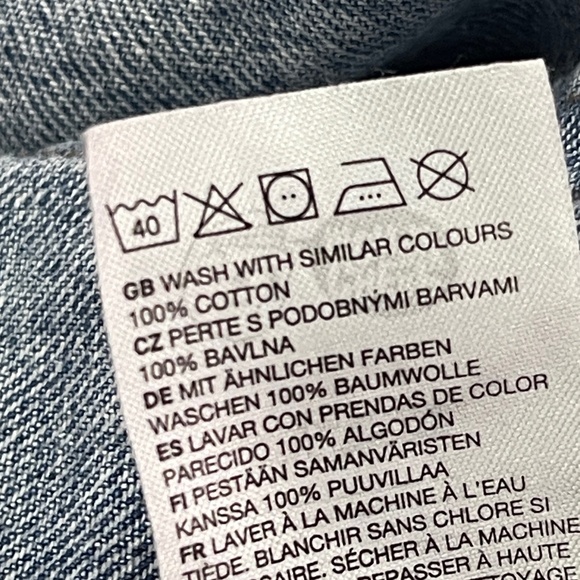 40
GB WASH WITH SIMILAR COLOURS
100% COTTON
CZ PERTE S PODOBNÝMI BARVAMI
100% BAVLNA
DE MIT ÄHNLICHEN FARBEN
WASCHEN 100% BAUMWOLLE
ES LAVAR CON PRENDAS DE COLOR
PARECIDO 100% ALGODÓN
FI PESTÄÄN SAMANVÄRISTEN
KANSSA 100% PUUVILLAA
FR LAVER À LA MACHINE À L'EAU
TIÈDE. BLANCHIR SANS CHLORE SI
SÉCHER À LA MACHINE
REPASSER À HAUTE